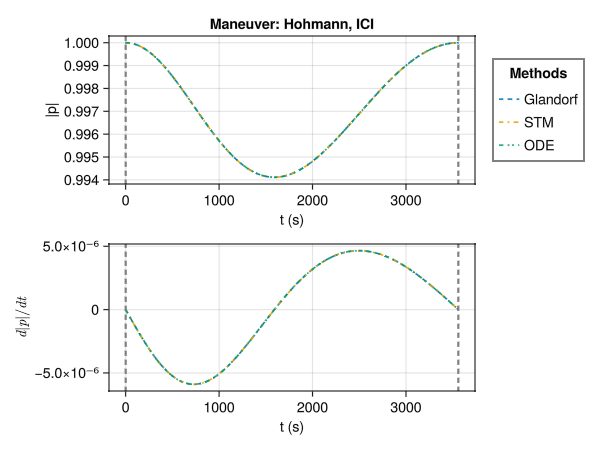 Maneuver: Hohmann, ICI
|p|
1.000
0.999
0.998
0.997
0.996
0.995
0.994
0 1000 2000 3000
t (s)
Methods
Glandorf
STM
ODE
d|p|/dt
5.0×10⁻⁶
0
−5.0×10⁻⁶
0 1000 2000 3000
t (s)